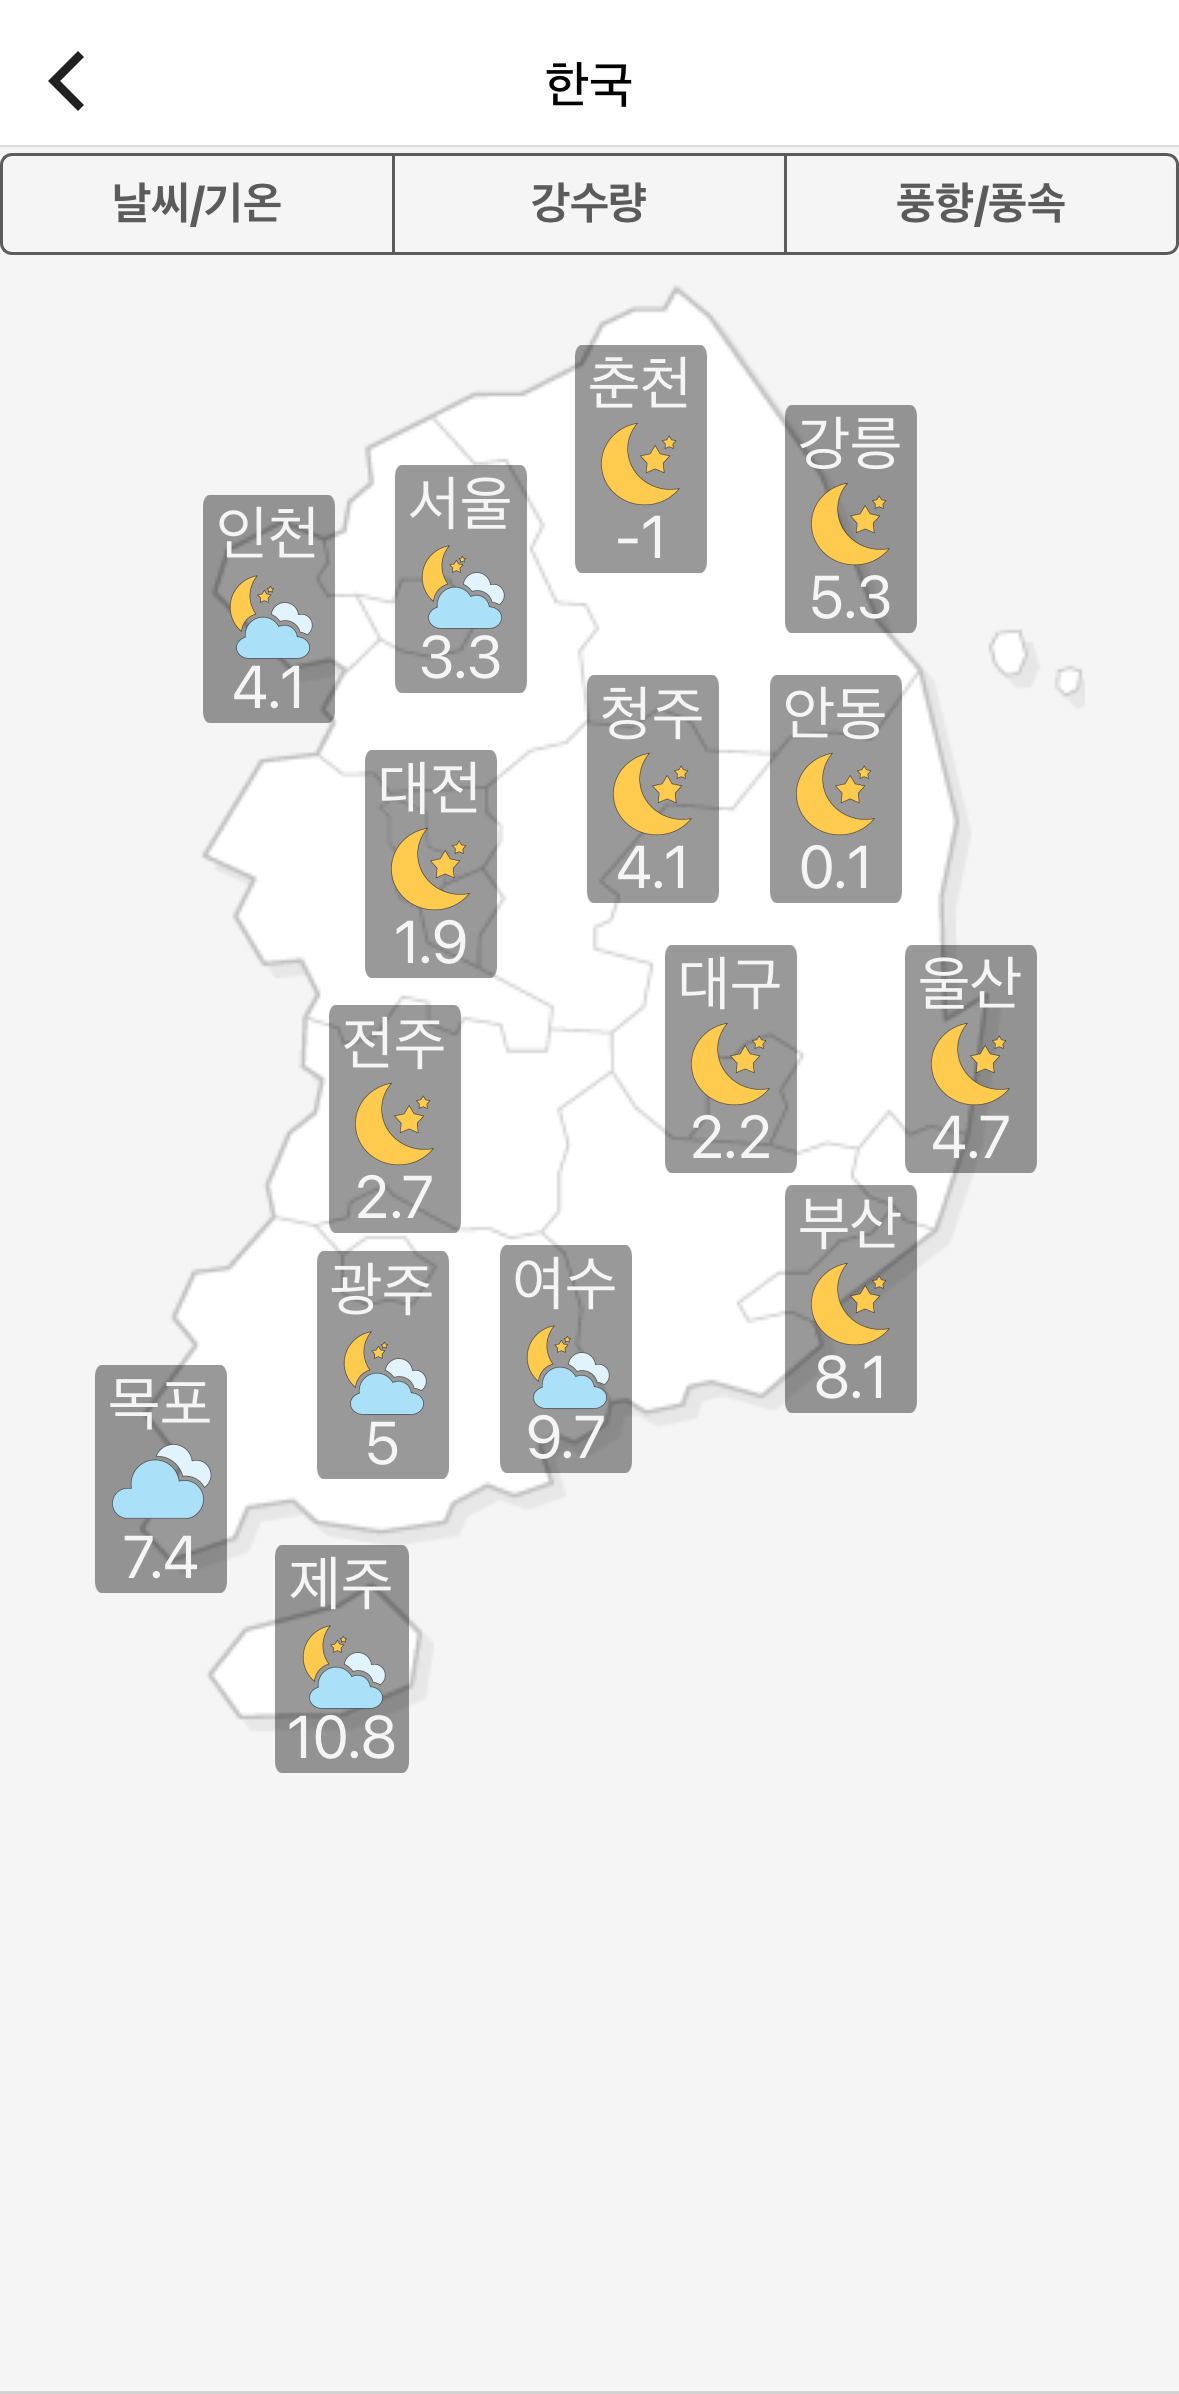 한국
날씨/기온
강수량
풍향/풍속
춘천
-1
강릉
5.3
서울
3.3
인천
4.1
청주
4.1
안동
0.1
대전
1.9
대구
2.2
울산
4.7
전주
2.7
부산
8.1
광주
5
여수
9.7
목포
7.4
제주
10.8